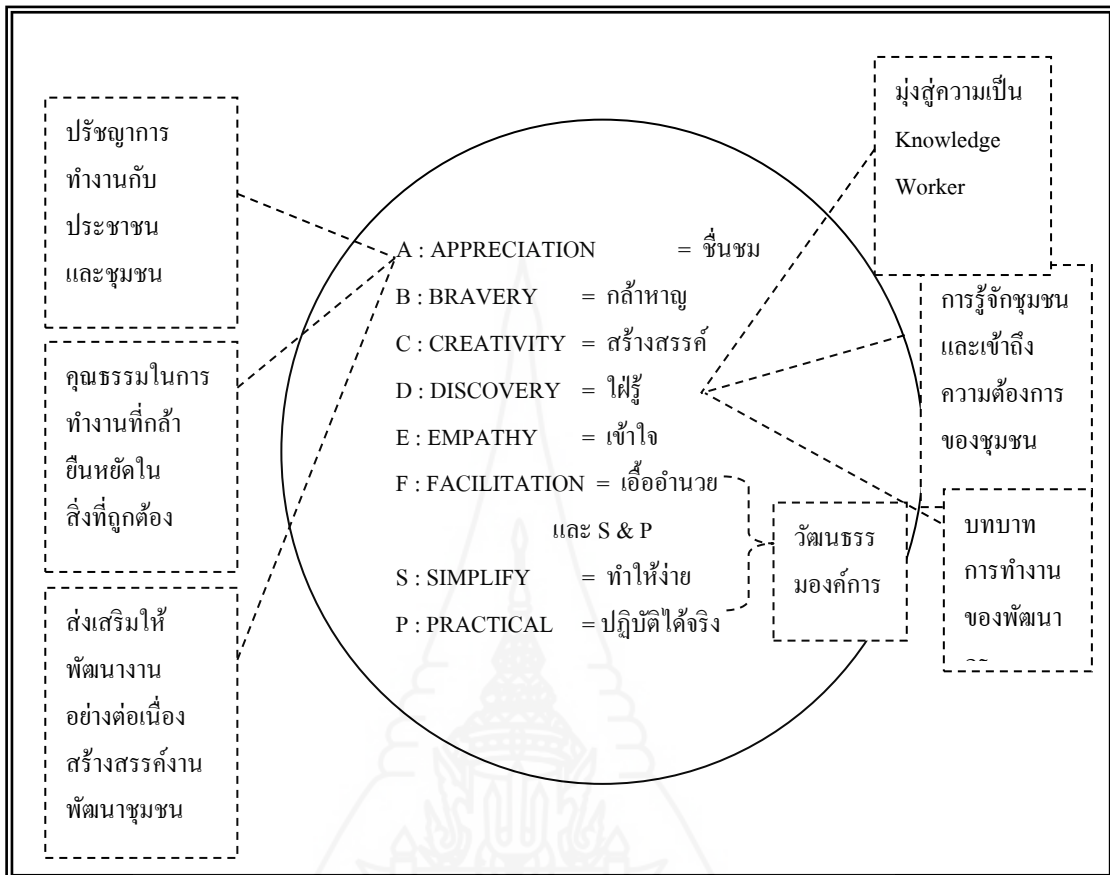 ปรัชญาการ
ทำงานกับ
ประชาชน
และชุมชน
คุณธรรมในการ
ทำงานที่กล้า
ยืนหยัดใน
สิ่งที่ถูกต้อง
ส่งเสริมให้
พัฒนางาน
อย่างต่อเนื่อง
สร้างสรรค์งาน
พัฒนาชุมชน
A : APPRECIATION = ชื่นชม
B : BRAVERY = กล้าหาญ
C : CREATIVITY = สร้างสรรค์
D : DISCOVERY = ใฝ่รู้
E : EMPATHY = เข้าใจ
F : FACILITATION = เอื้ออำนวย
และ S & P
S : SIMPLIFY = ทำให้ง่าย
P : PRACTICAL = ปฏิบัติได้จริง
วัฒนธรร
มองค์การ
มุ่งสู่ความเป็น
Knowledge
Worker
การรู้จักชุมชน
และเข้าถึง
ความต้องการ
ของชุมชน
บทบาท
การทำงาน
ของพัฒนา